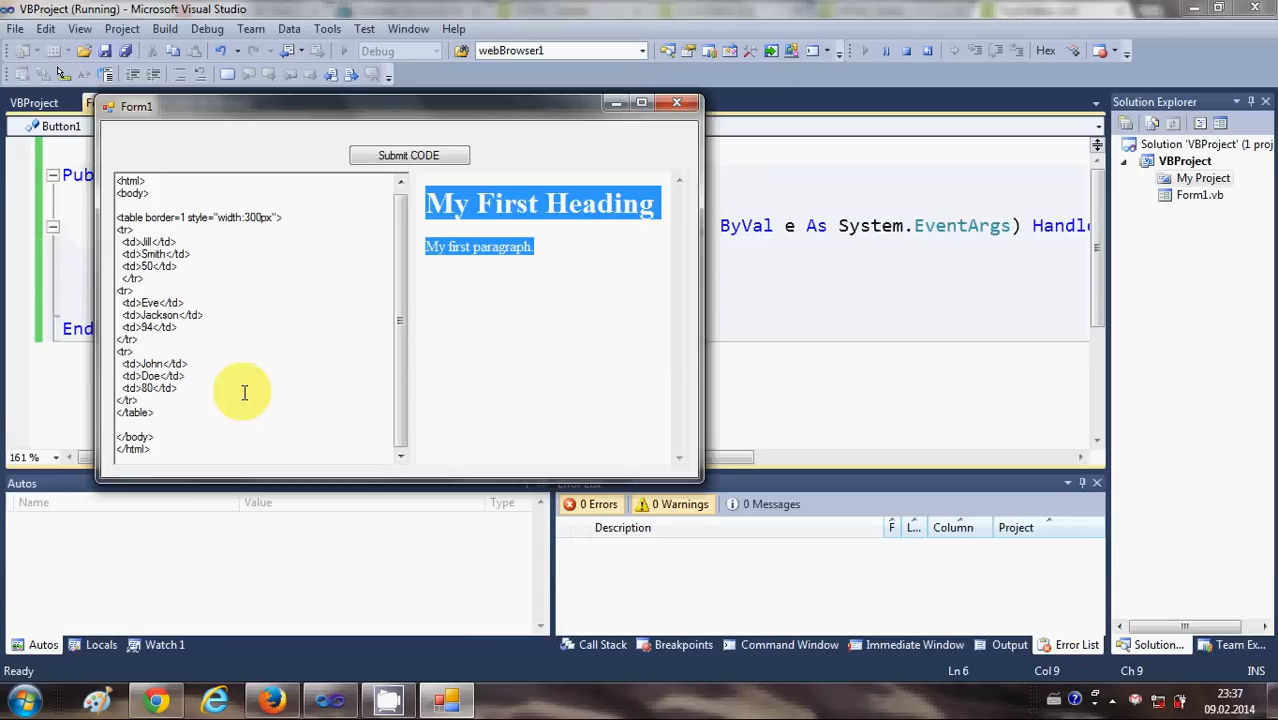 VBProject (Running) - Microsoft Visual Studio
File Edit View Project Build Debug Team Data Tools Test Window Help
Debug webBrowser1 Hex
VBProject
Form1
Button1
Submit CODE
<html>
<body>
<table border=1 style="width:300px">
<tr>
<td>Jill</td>
<td>Smith</td>
<td>50</td>
</tr>
<tr>
<td>Eve</td>
<td>Jackson</td>
<td>94</td>
</tr>
<tr>
<td>John</td>
<td>Doe</td>
<td>80</td>
</tr>
</table>
</body>
</html>
My First Heading
My first paragraph.
Pub
ByVal e As System.EventArgs) Handle
End
161 %
Solution Explorer
Solution 'VBProject' (1 proj
VBProject
My Project
Form1.vb
Autos
Name Value Type
Error List
0 Errors 0 Warnings 0 Messages
Description F L... Column Project
Autos Locals Watch 1
Call Stack Breakpoints Command Window Immediate Window Output Error List
Solution... Team Ex...
Ready Ln 6 Col 9 Ch 9 INS
23:37
09.02.2014